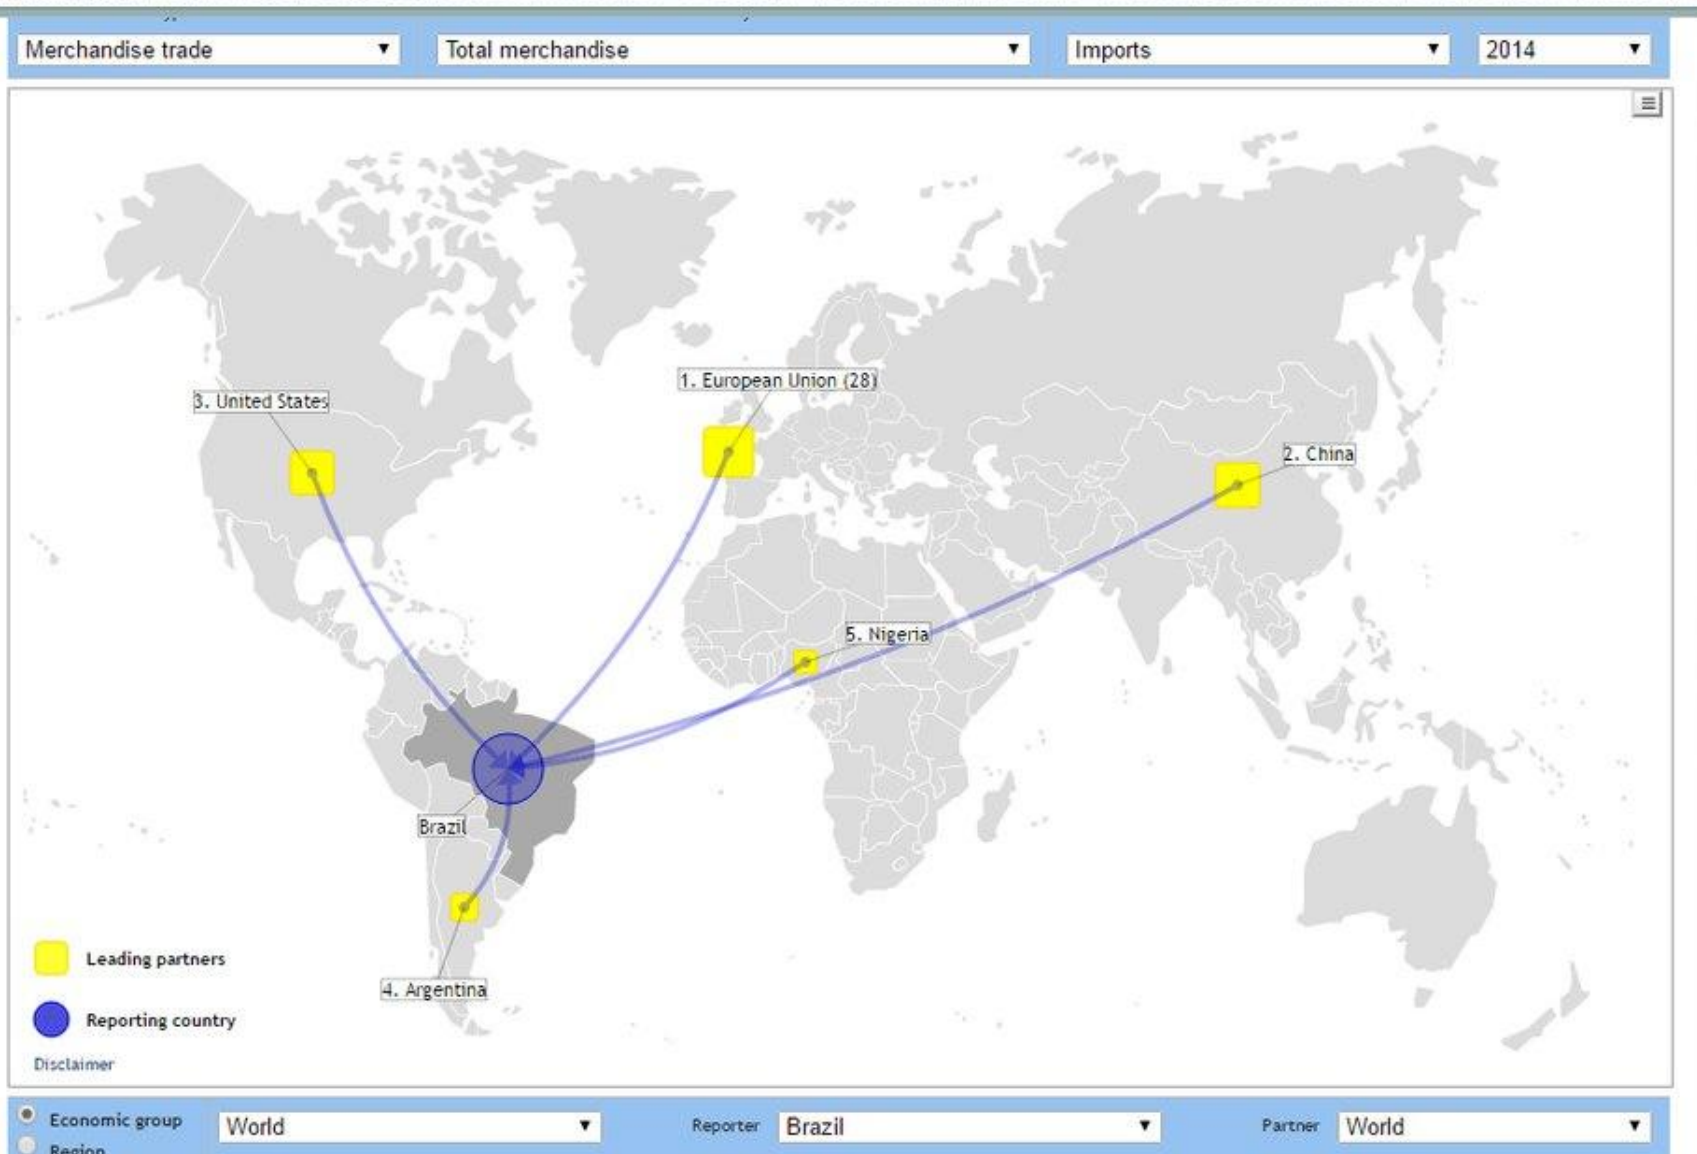 Merchandise trade Total merchandise Imports 2014
1. European Union (28)
3. United States
2. China
5. Nigeria
Brazil
4. Argentina
Leading partners
Reporting country
Disclaimer
Economic group World Reporter Brazil Partner World
Region